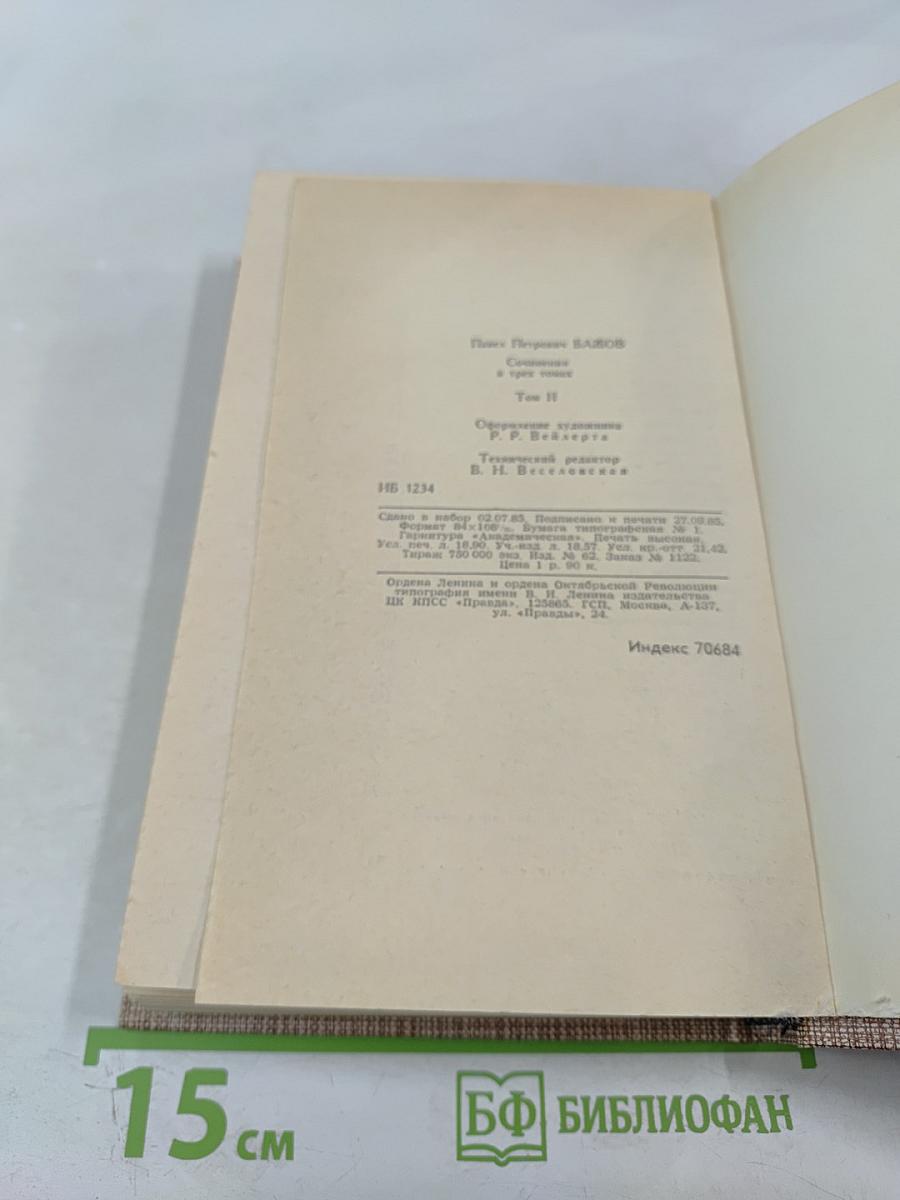 Павел Петрович БАЖОВ
Сочинения
в трех томах
Том II
Оформление художника
Р. Р. Вейлерта
Технический редактор
В. Н. Веселовская
ИБ 1234
Сдано в набор 02.07.85. Подписано к печати 27.09.85.
Формат 84×108¹/₃₂. Бумага типографская № 1.
Гарнитура «Академическая». Печать высокая.
Усл. печ. л. 18,90. Уч.-изд. л. 18,57. Усл. кр.-отт. 21,42.
Тираж 750 000 экз. Изд. № 62. Заказ № 1122.
Цена 1 р. 90 к.
Ордена Ленина и ордена Октябрьской Революции
типография имени В. И. Ленина издательства
ЦК КПСС «Правда», 125865. ГСП, Москва, А-137,
ул. «Правды», 24.
Индекс 70684
15 см
БФ БИБЛИОФАН